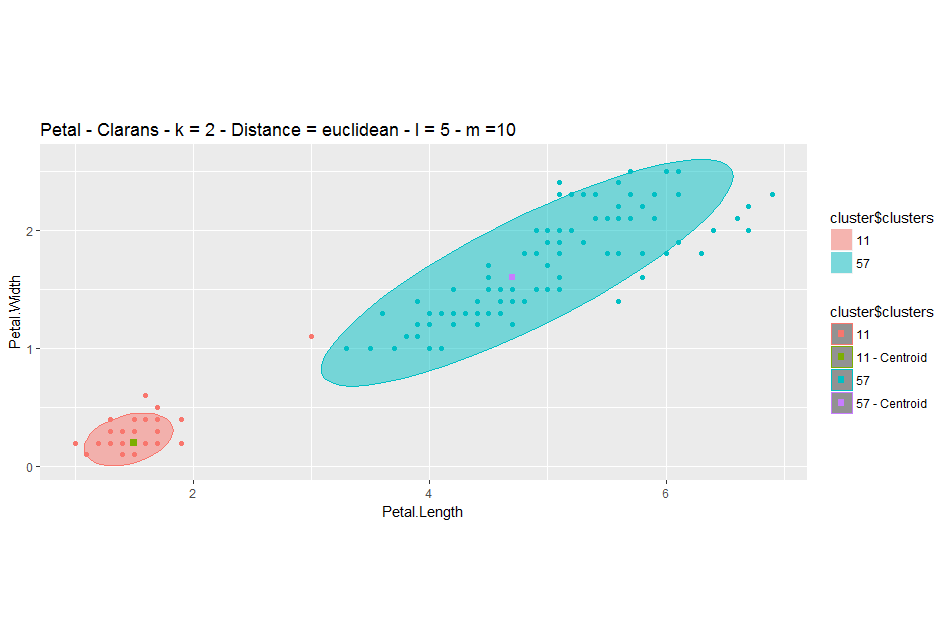 Petal - Clarans - k = 2 - Distance = euclidean - l = 5 - m =10
2
1
0
Petal.Width
2
4
6
Petal.Length
cluster$clusters
11
57
cluster$clusters
11
11 - Centroid
57
57 - Centroid